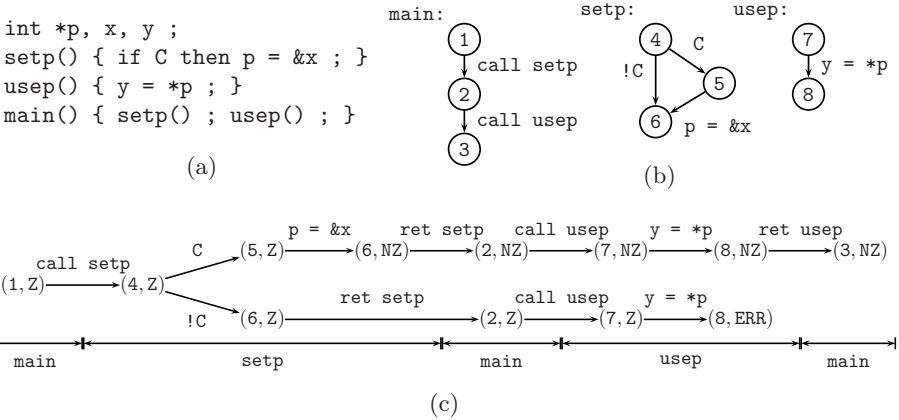 int *p, x, y ;
setp() { if C then p = &x ; }
usep() { y = *p ; }
main() { setp() ; usep() ; }
(a)
main:
1
call setp
2
call usep
3
setp:
4
C
!C
5
6
p = &x
usep:
7
y = *p
8
(b)
(1,Z) call setp (4,Z)
C (5,Z) p = &x (6,NZ) ret setp (2,NZ) call usep (7,NZ) y = *p (8,NZ) ret usep (3,NZ)
!C (6,Z) ret setp (2,Z) call usep (7,Z) y = *p (8,ERR)
main setp main usep main
(c)